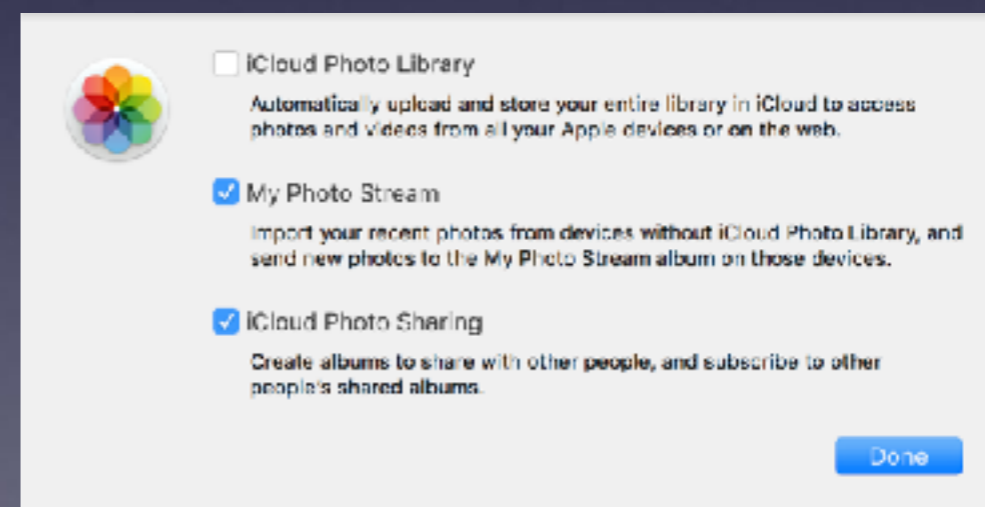 iCloud Photo Library
Automatically upload and store your entire library in iCloud to access
photos and videos from all your Apple devices or on the web.
My Photo Stream
Import your recent photos from devices without iCloud Photo Library, and
send new photos to the My Photo Stream album on those devices.
iCloud Photo Sharing
Create albums to share with other people, and subscribe to other
people's shared albums.
Done